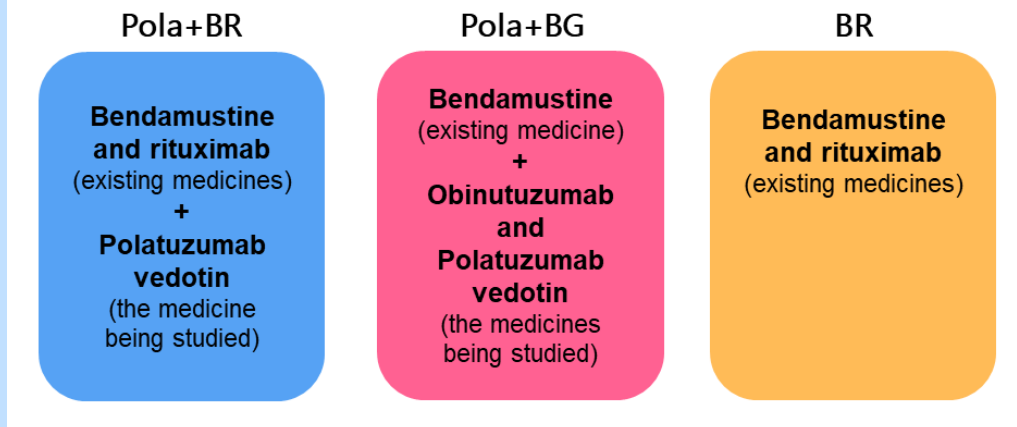 Pola+BR
Bendamustine
and rituximab
(existing medicines)
+
Polatuzumab
vedotin
(the medicine
being studied)
Pola+BG
Bendamustine
(existing medicine)
+
Obinutuzumab
and
Polatuzumab
vedotin
(the medicines
being studied)
BR
Bendamustine
and rituximab
(existing medicines)